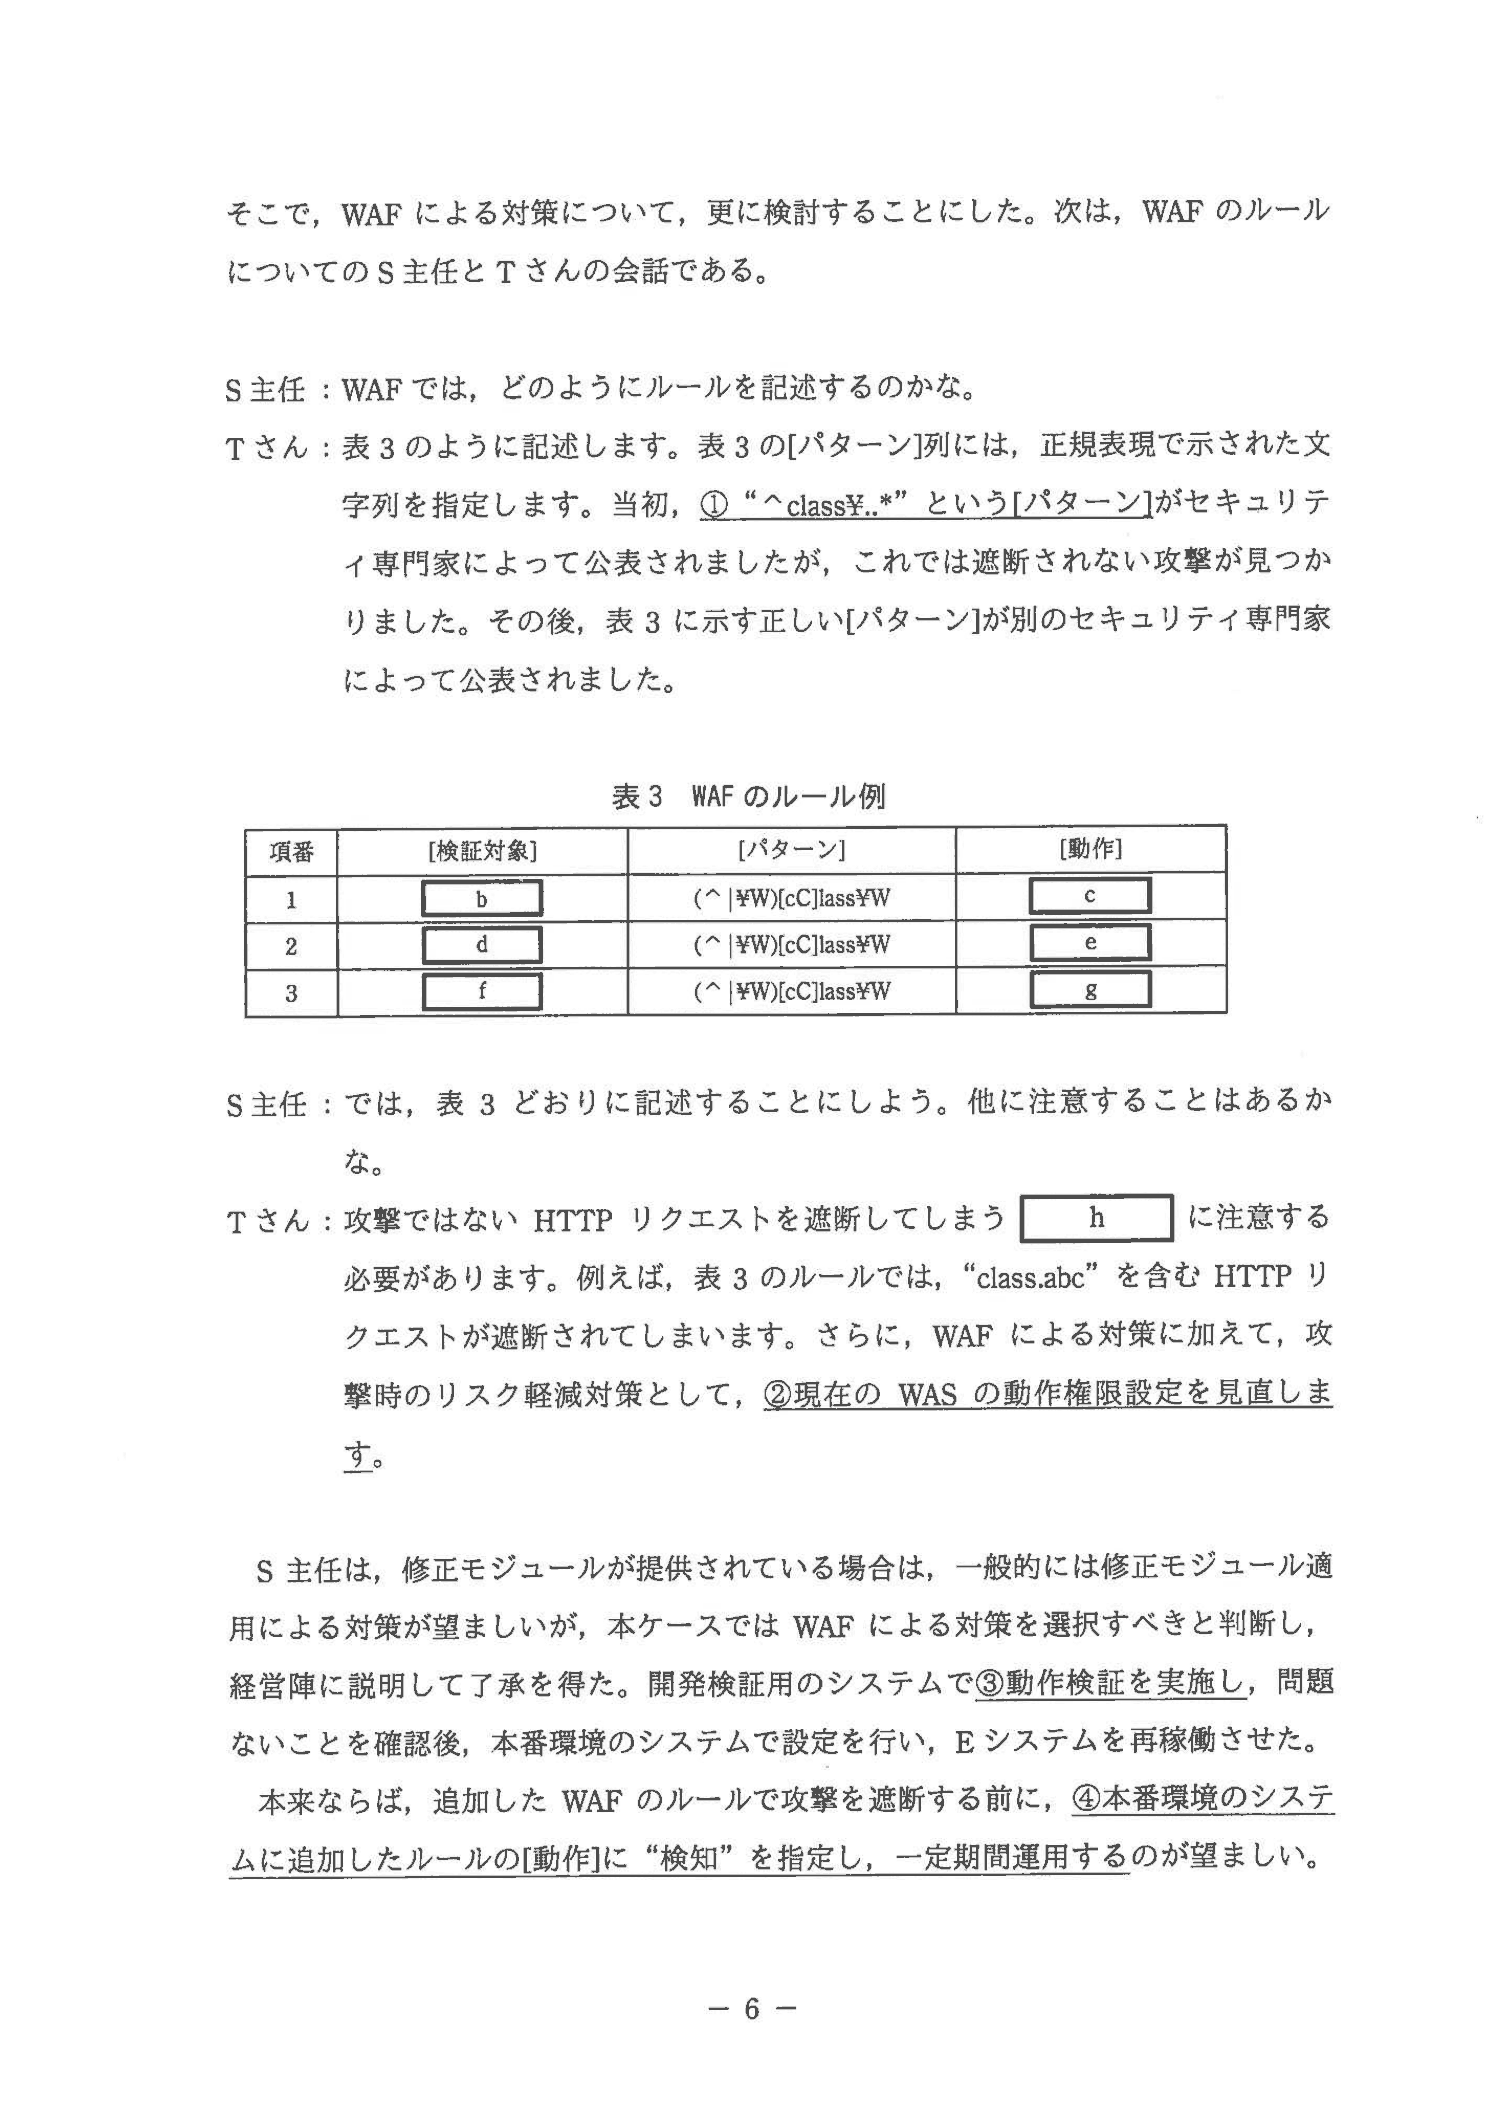 そこで，WAF による対策について，更に検討することにした。次は，WAF のルール
についての S 主任と T さんの会話である。
S 主任 ：WAF では，どのようにルールを記述するのかな。
T さん ：表 3 のように記述します。表 3 の[パターン]列には，正規表現で示された文
字列を指定します。当初，①“^class¥..*”という[パターン]がセキュリテ
ィ専門家によって公表されましたが，これでは遮断されない攻撃が見つか
りました。その後，表 3 に示す正しい[パターン]が別のセキュリティ専門家
によって公表されました。
表 3　WAF のルール例
項番 [検証対象] [パターン] [動作]
1 b (^|¥W)[cC]lass¥W c
2 d (^|¥W)[cC]lass¥W e
3 f (^|¥W)[cC]lass¥W g
S 主任 ：では，表 3 どおりに記述することにしよう。他に注意することはあるか
な。
T さん ：攻撃ではない HTTP リクエストを遮断してしまう h に注意する
必要があります。例えば，表 3 のルールでは，“class.abc”を含む HTTP リ
クエストが遮断されてしまいます。さらに，WAF による対策に加えて，攻
撃時のリスク軽減対策として，②現在の WAS の動作権限設定を見直しま
す。
S 主任は，修正モジュールが提供されている場合は，一般的には修正モジュール適
用による対策が望ましいが，本ケースでは WAF による対策を選択すべきと判断し，
経営陣に説明して了承を得た。開発検証用のシステムで③動作検証を実施し，問題
ないことを確認後，本番環境のシステムで設定を行い，E システムを再稼働させた。
本来ならば，追加した WAF のルールで攻撃を遮断する前に，④本番環境のシステ
ムに追加したルールの[動作]に“検知”を指定し，一定期間運用するのが望ましい。
－ 6 －